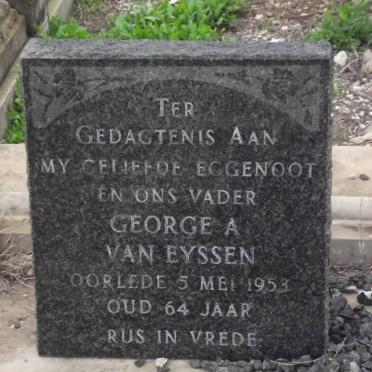 TER
GEDAGTENIS AAN
MY GELIEFDE EGGENOOT
EN ONS VADER
GEORGE A
VAN EYSSEN
OORLEDE 5 MEI 1953
OUD 64 JAAR
RUS IN VREDE